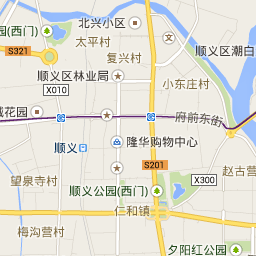 北兴小区
园(西门)
太平村
S321
复兴村
顺义区潮白
顺义区林业局
小东庄村
X010
城花园
府前东街
隆华购物中心
顺义
S201
赵古营
望泉寺村
X300
顺义公园(西门)
仁和镇
梅沟营村
夕阳红公园